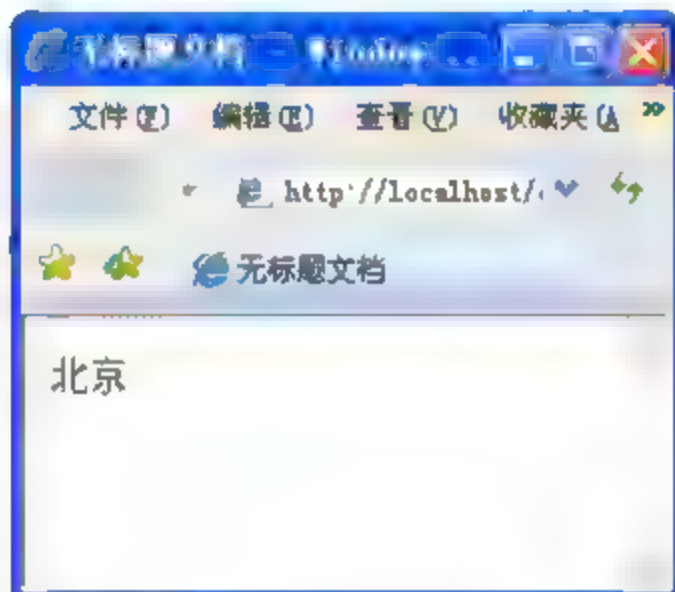 无标题文档 - Windows
文件(F) 编辑(E) 查看(V) 收藏夹(A »
http://localhost/
无标题文档
北京